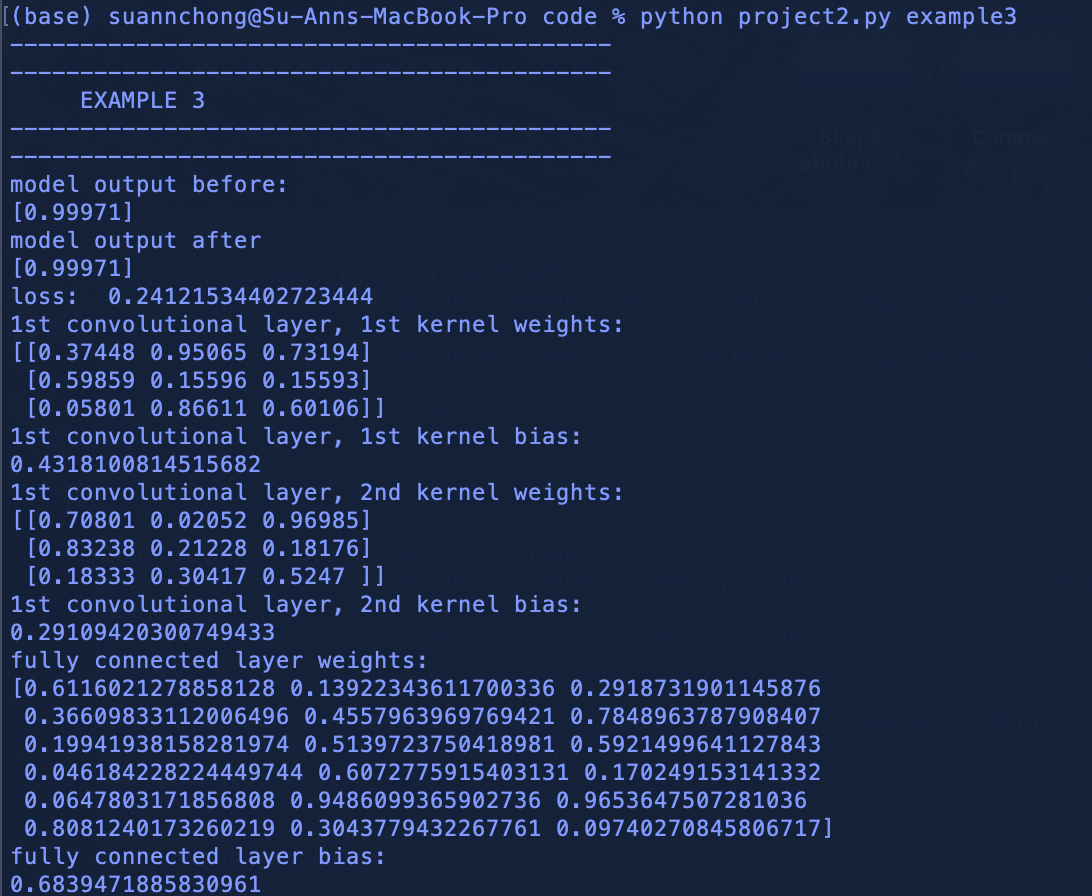 [(base) suannchong@Su-Anns-MacBook-Pro code % python project2.py example3
-------------------------------------------
-------------------------------------------
EXAMPLE 3
-------------------------------------------
-------------------------------------------
model output before:
[0.99971]
model output after
[0.99971]
loss:  0.24121534402723444
1st convolutional layer, 1st kernel weights:
[[0.37448 0.95065 0.73194]
[0.59859 0.15596 0.15593]
[0.05801 0.86611 0.60106]]
1st convolutional layer, 1st kernel bias:
0.4318100814515682
1st convolutional layer, 2nd kernel weights:
[[0.70801 0.02052 0.96985]
[0.83238 0.21228 0.18176]
[0.18333 0.30417 0.5247 ]]
1st convolutional layer, 2nd kernel bias:
0.29109420300749433
fully connected layer weights:
[0.6116021278858128 0.13922343611700336 0.2918731901145876
0.36609833112006496 0.4557963969769421 0.7848963787908407
0.19941938158281974 0.5139723750418981 0.5921499641127843
0.046184228224449744 0.6072775915403131 0.170249153141332
0.0647803171856808 0.9486099365902736 0.9653647507281036
0.8081240173260219 0.3043779432267761 0.09740270845806717]
fully connected layer bias:
0.6839471885830961
Skype
photos
Canada